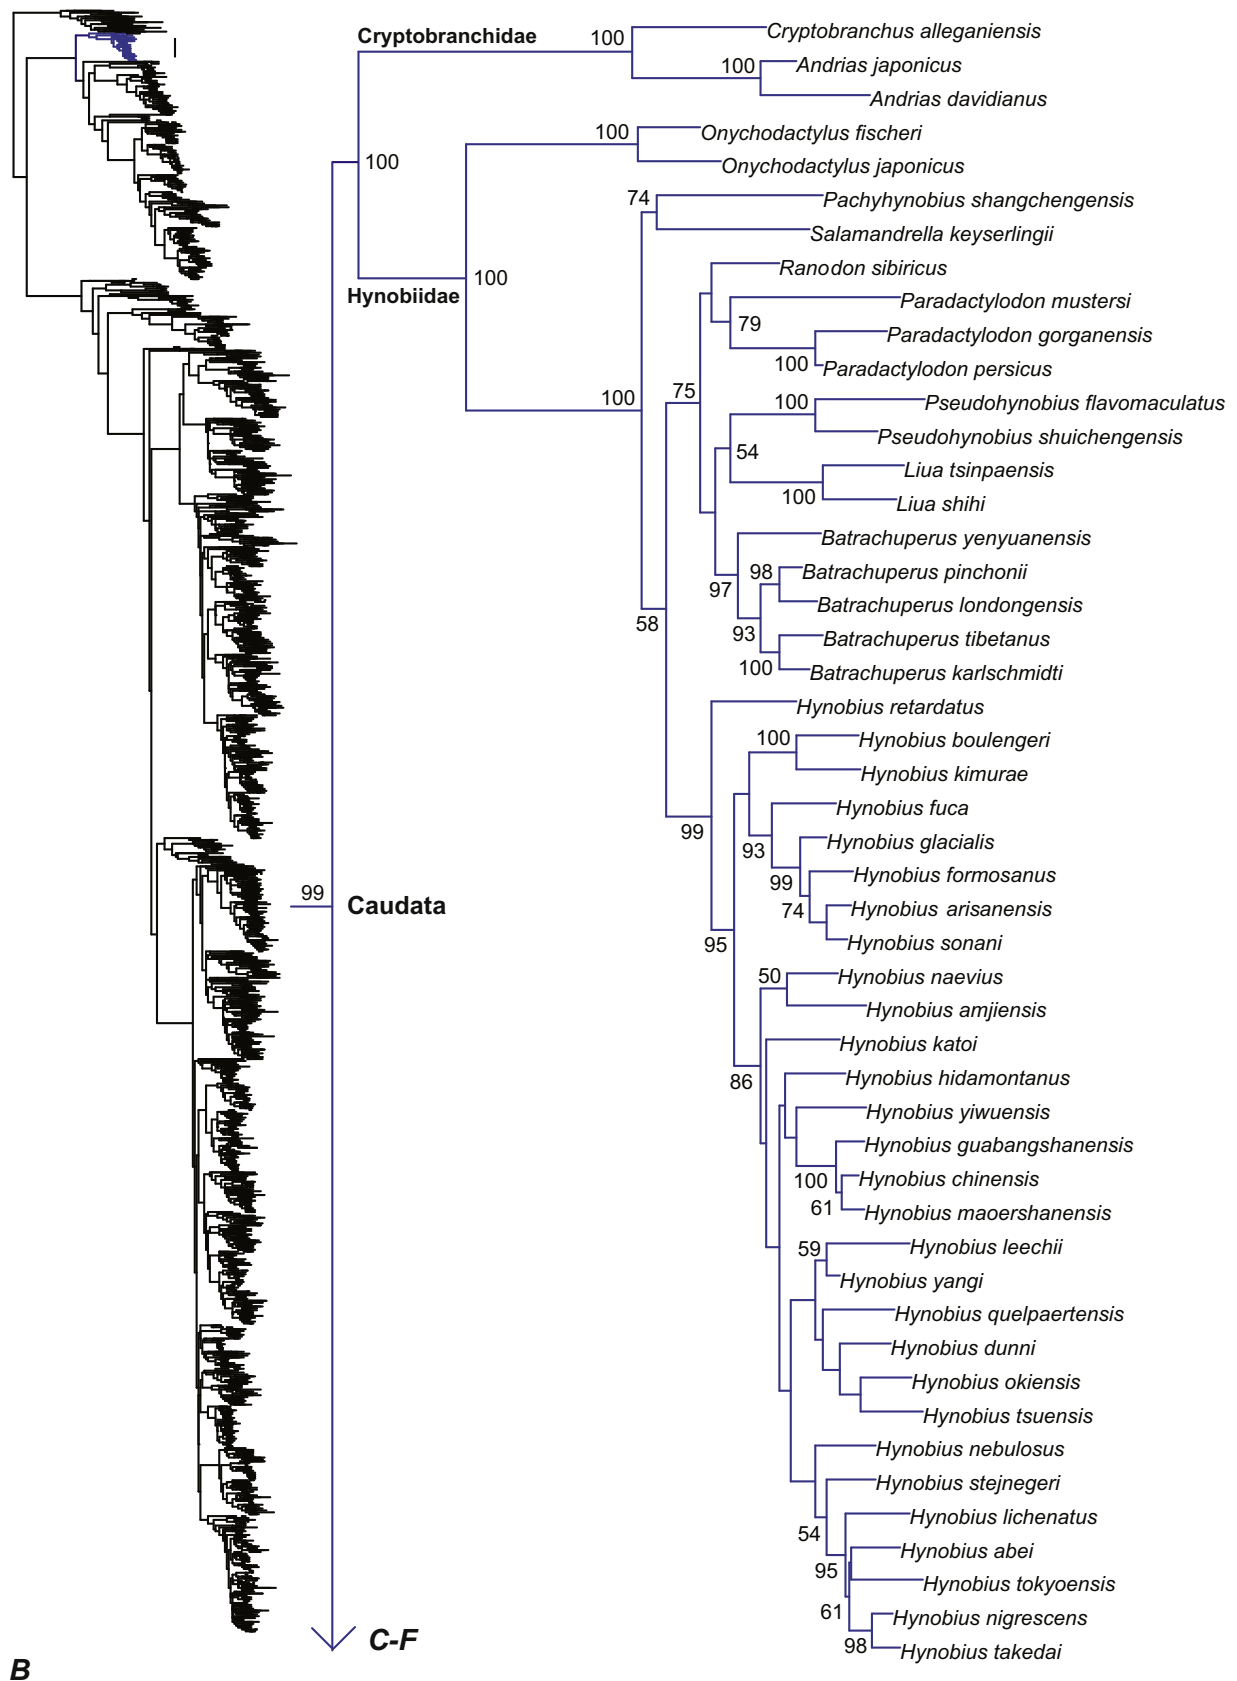 Cryptobranchidae
100
Cryptobranchus alleganiensis
100
Andrias japonicus
Andrias davidianus
100
Onychodactylus fischeri
100
Onychodactylus japonicus
74
Pachyhynobius shangchengensis
Salamandrella keyserlingii
Hynobiidae
100
Ranodon sibiricus
Paradactylodon mustersi
79
Paradactylodon gorganensis
100
Paradactylodon persicus
100
75
100
Pseudohynobius flavomaculatus
Pseudohynobius shuichengensis
54
Liua tsinpaensis
100
Liua shihi
Batrachuperus yenyuanensis
98
Batrachuperus pinchonii
97
Batrachuperus londongensis
58
93
Batrachuperus tibetanus
100
Batrachuperus karlschmidti
Hynobius retardatus
100
Hynobius boulengeri
Hynobius kimurae
Hynobius fuca
99
93
Hynobius glacialis
99
Hynobius formosanus
74
Hynobius arisanensis
99
Caudata
95
Hynobius sonani
50
Hynobius naevius
Hynobius amjiensis
Hynobius katoi
86
Hynobius hidamontanus
Hynobius yiwuensis
Hynobius guabangshanensis
100
Hynobius chinensis
61
Hynobius maoershanensis
59
Hynobius leechii
Hynobius yangi
Hynobius quelpaertensis
Hynobius dunni
Hynobius okiensis
Hynobius tsuensis
Hynobius nebulosus
Hynobius stejnegeri
54
Hynobius lichenatus
95
Hynobius abei
Hynobius tokyoensis
61
Hynobius nigrescens
98
Hynobius takedai
C-F
B